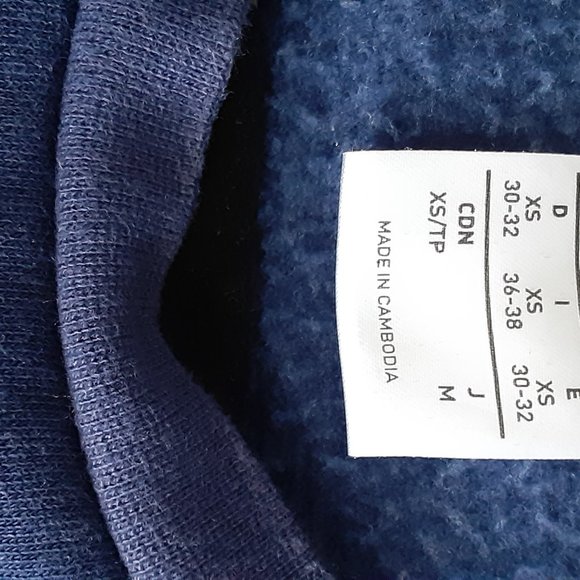 D I E
XS XS XS
30-32 36-38 30-32
CDN J
XS/TP M
MADE IN CAMBODIA